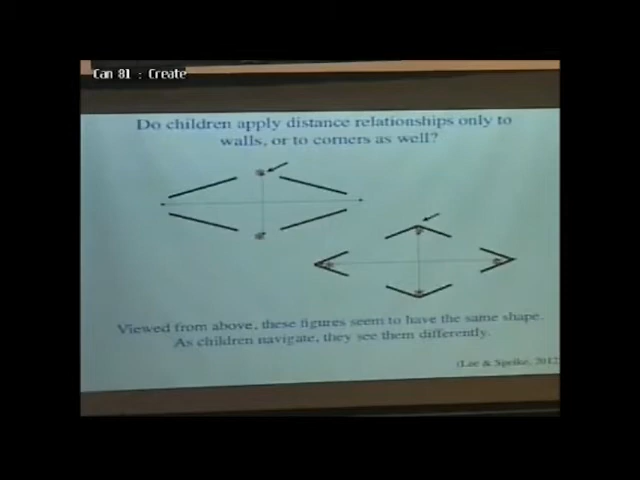 Cam 81 : Create
Do children apply distance relationships only to
walls, or to corners as well?
Viewed from above, these figures seem to have the same shape.
As children navigate, they see them differently.
(Lee & Spelke, 2012